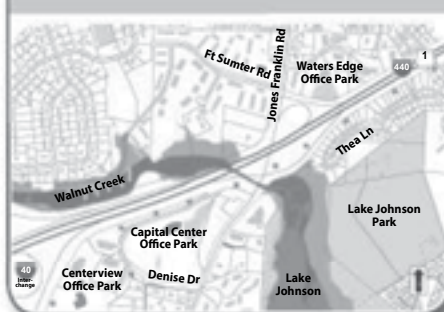 Ft Sumter Rd
Jones Franklin Rd
Waters Edge
Office Park
440
1
Thea Ln
Walnut Creek
Lake Johnson
Park
Capital Center
Office Park
40
Inter-
change
Centerview
Office Park
Denise Dr
Lake
Johnson